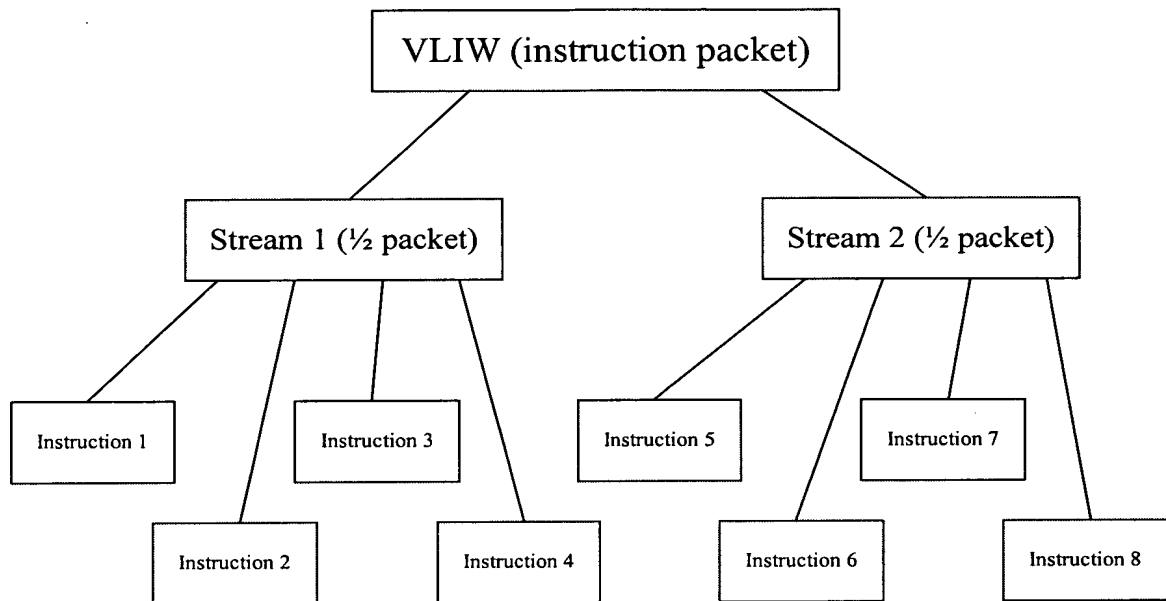 VLIW (instruction packet)
Stream 1 (½ packet)
Stream 2 (½ packet)
Instruction 1
Instruction 3
Instruction 5
Instruction 7
Instruction 2
Instruction 4
Instruction 6
Instruction 8